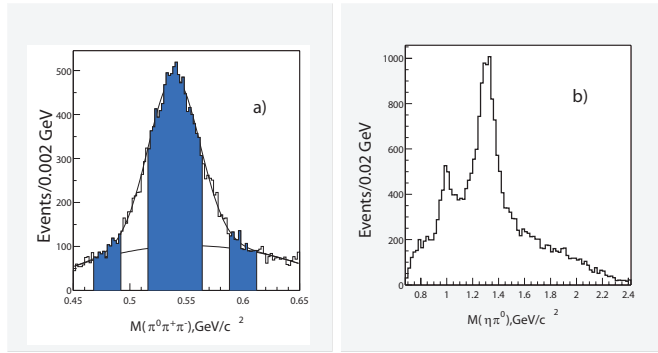 a)
Events/0.002 GeV
500
400
300
200
100
0
0.45 0.5 0.55 0.6 0.65
M(π⁰π⁺π⁻),GeV/c ²
b)
Events/0.02 GeV
1000
800
600
400
200
0
0.8 1 1.2 1.4 1.6 1.8 2 2.2 2.4
M(ηπ⁰),GeV/c ²